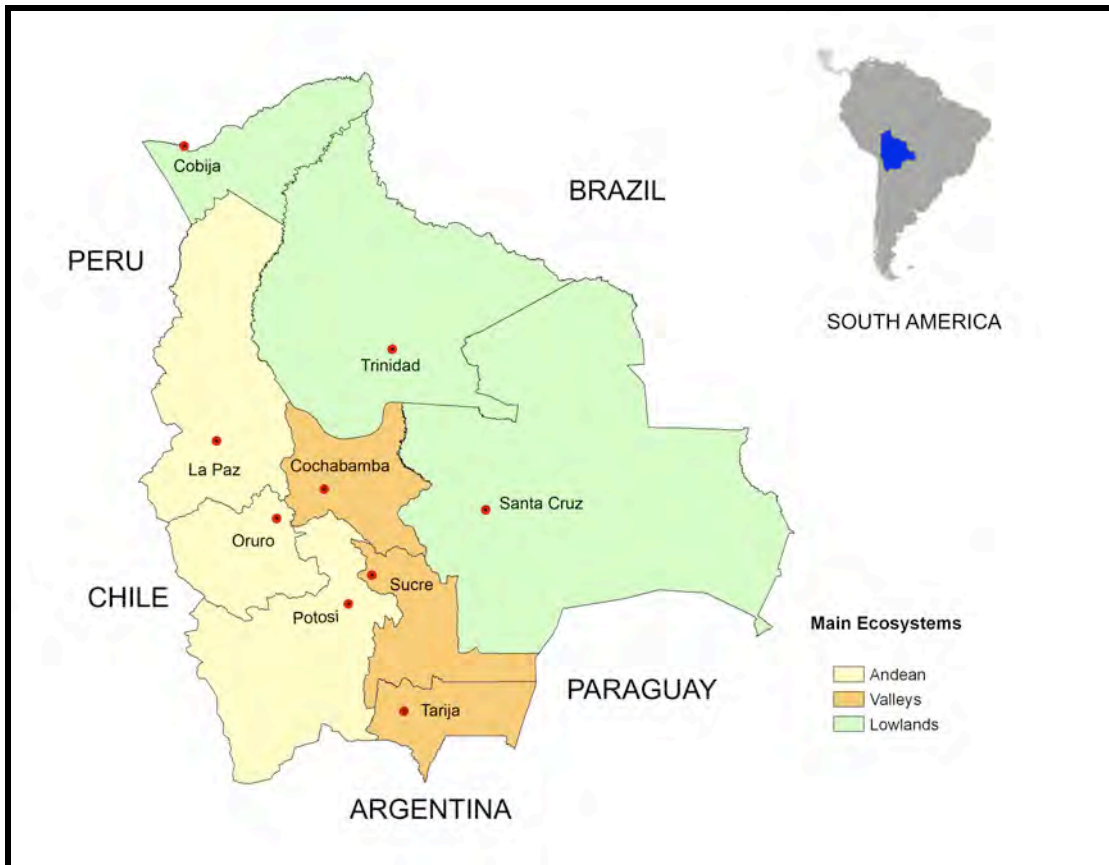 Cobija
BRAZIL
PERU
SOUTH AMERICA
Trinidad
La Paz
Cochabamba
Santa Cruz
Oruro
Sucre
CHILE
Potosi
Main Ecosystems
Andean
PARAGUAY
Valleys
Tarija
Lowlands
ARGENTINA